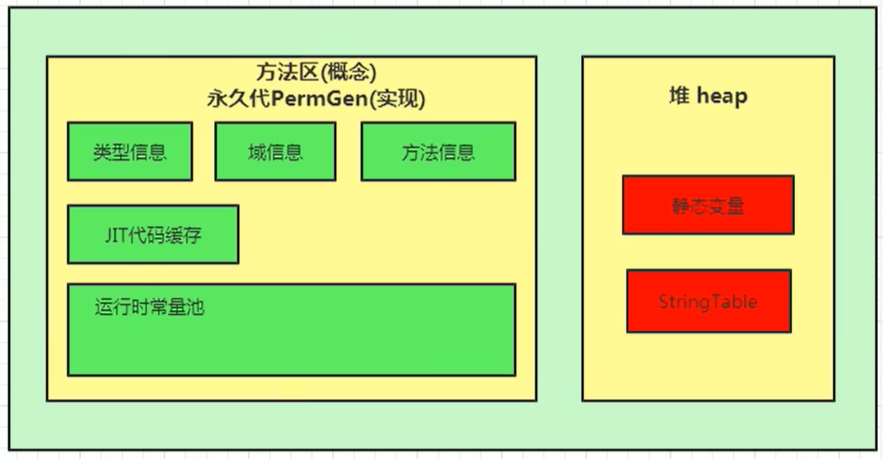 方法区(概念)
永久代PermGen(实现)
类型信息
域信息
方法信息
JIT代码缓存
运行时常量池
堆 heap
静态变量
StringTable